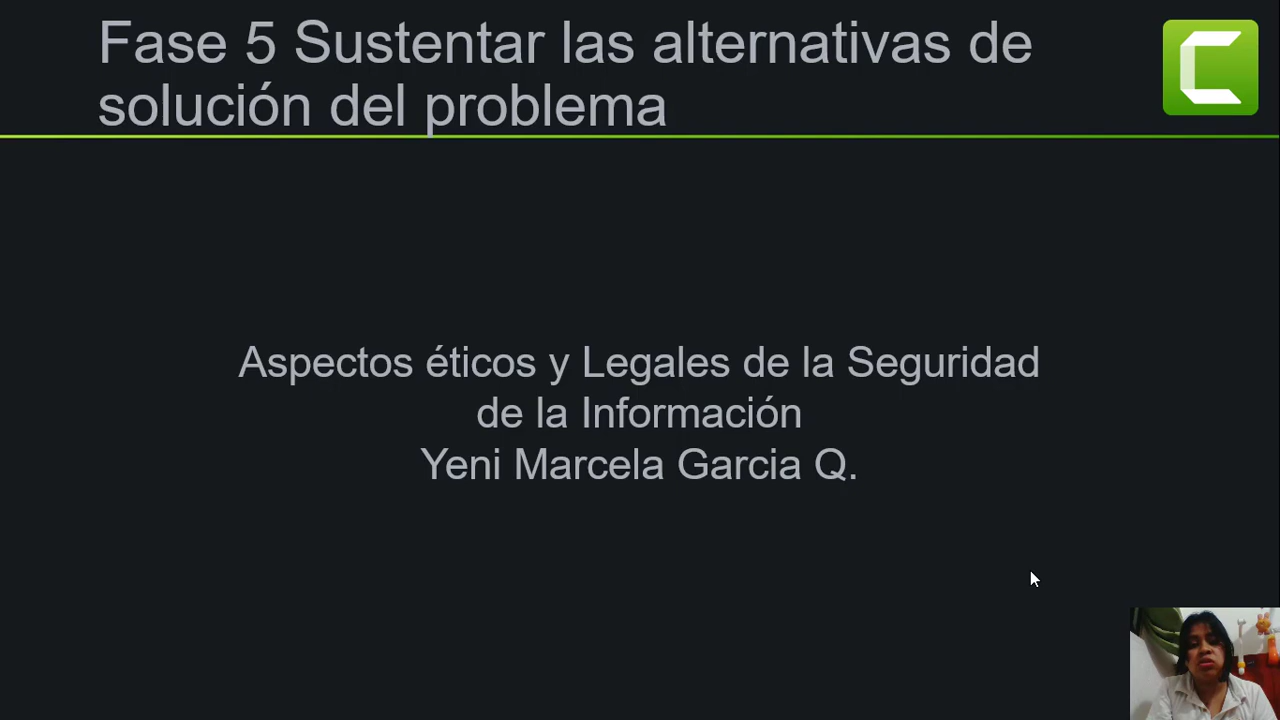 Fase 5 Sustentar las alternativas de
solución del problema
Aspectos éticos y Legales de la Seguridad
de la Información
Yeni Marcela Garcia Q.